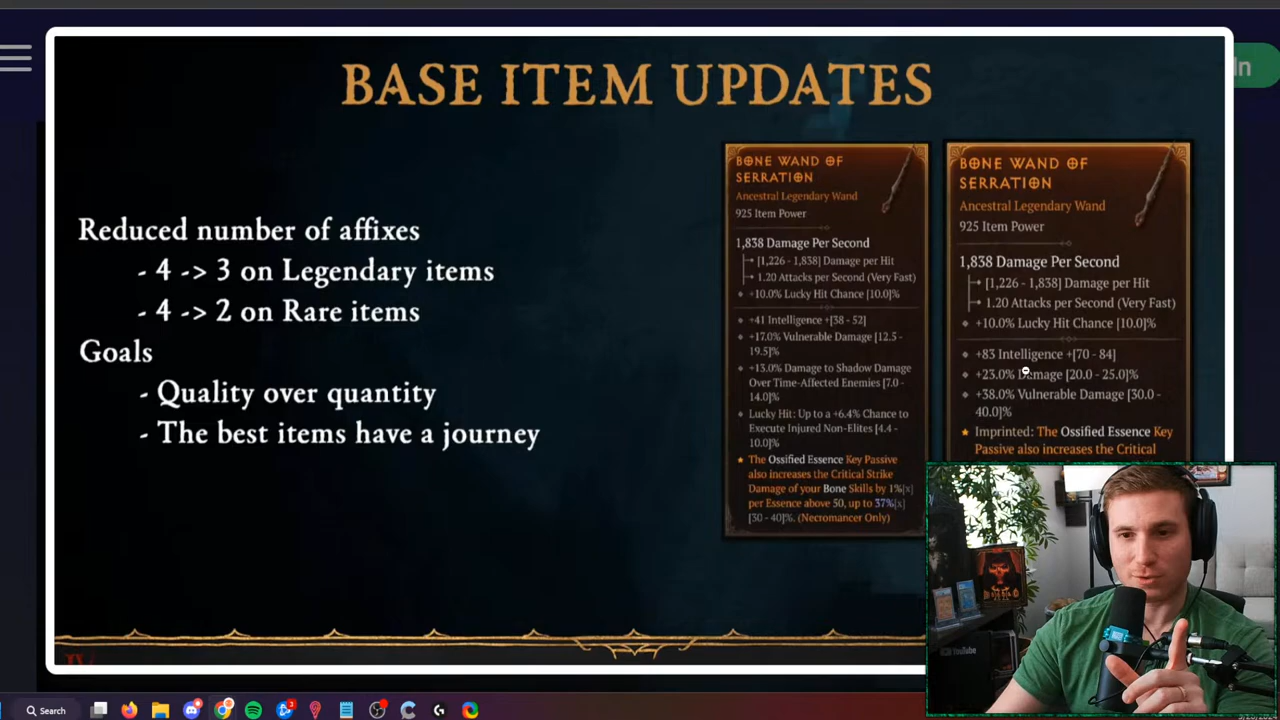 In
BASE ITEM UPDATES
Reduced number of affixes
- 4 -> 3 on Legendary items
- 4 -> 2 on Rare items
Goals
- Quality over quantity
- The best items have a journey
BONE WAND OF
SERRATION
Ancestral Legendary Wand
925 Item Power
1,838 Damage Per Second
[1,226 - 1,838] Damage per Hit
1.20 Attacks per Second (Very Fast)
+10.0% Lucky Hit Chance [10.0]%
+41 Intelligence +[38 - 52]
+17.0% Vulnerable Damage [12.5 -
19.5]%
+13.0% Damage to Shadow Damage
Over Time-Affected Enemies [7.0 -
14.0]%
Lucky Hit: Up to a +6.4% Chance to
Execute Injured Non-Elites [4.4 -
10.0]%
The Ossified Essence Key Passive
also increases the Critical Strike
Damage of your Bone Skills by 1%[x]
per Essence above 50, up to 37%[x]
[30 - 40]%. (Necromancer Only)
BONE WAND OF
SERRATION
Ancestral Legendary Wand
925 Item Power
1,838 Damage Per Second
[1,226 - 1,838] Damage per Hit
1.20 Attacks per Second (Very Fast)
+10.0% Lucky Hit Chance [10.0]%
+83 Intelligence +[70 - 84]
+23.0% Damage [20.0 - 25.0]%
+38.0% Vulnerable Damage [30.0 -
40.0]%
Imprinted: The Ossified Essence Key
Passive also increases the Critical
YouTube
Search